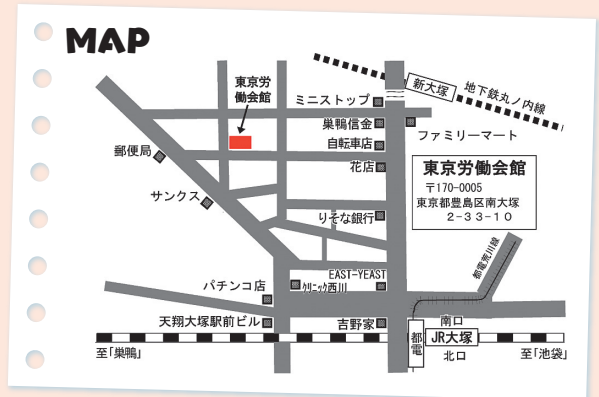 MAP
東京労
働会館
新大塚
地下鉄丸ノ内線
ミニストップ
巣鴨信金
ファミリーマート
自転車店
郵便局
花店
サンクス
東京労働会館
〒170-0005
東京都豊島区南大塚
2-33-10
りそな銀行
都電荒川線
EAST-YEAST
パチンコ店
クリニック西川
天翔大塚駅前ビル
吉野家
都電
南口
JR大塚
北口
至「巣鴨」
至「池袋」